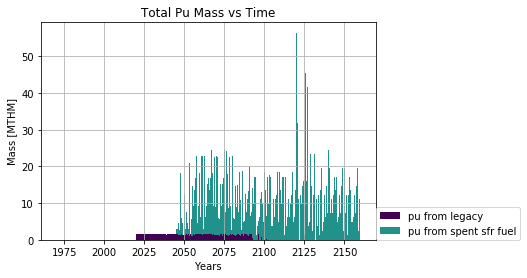 Total Pu Mass vs Time
Mass [MTHM]
50
40
30
20
10
0
1975 2000 2025 2050 2075 2100 2125 2150
Years
pu from legacy
pu from spent sfr fuel